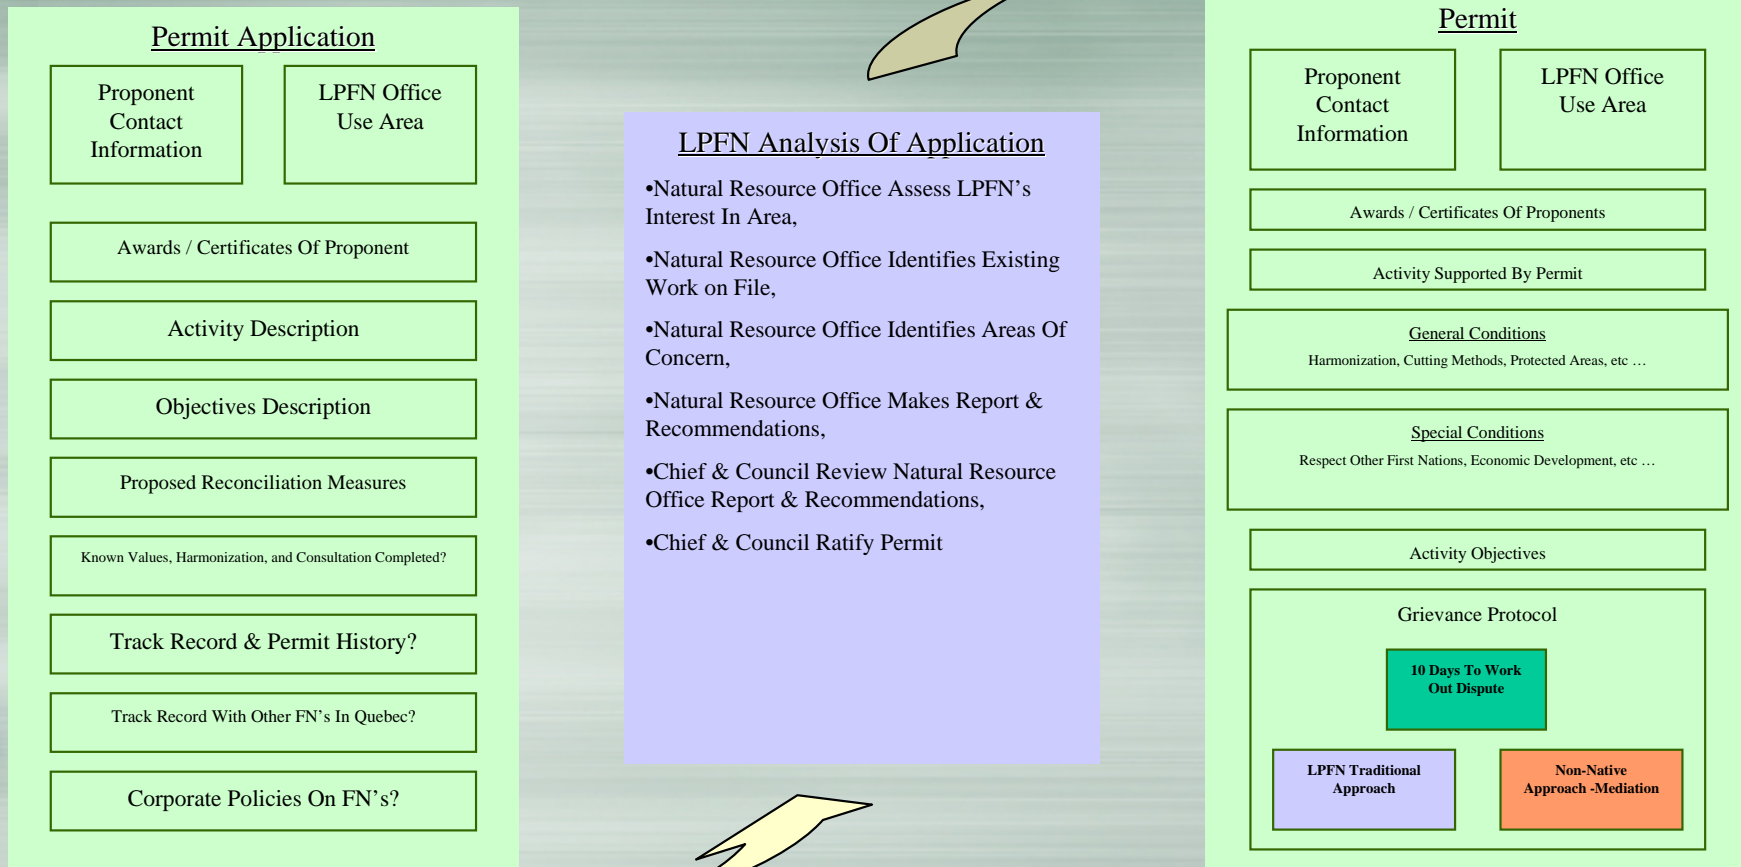 Permit Application
Proponent
Contact
Information
LPFN Office
Use Area
Awards / Certificates Of Proponent
Activity Description
Objectives Description
Proposed Reconciliation Measures
Known Values, Harmonization, and Consultation Completed?
Track Record & Permit History?
Track Record With Other FN's In Quebec?
Corporate Policies On FN's?
LPFN Analysis Of Application
•Natural Resource Office Assess LPFN's
Interest In Area,
•Natural Resource Office Identifies Existing
Work on File,
•Natural Resource Office Identifies Areas Of
Concern,
•Natural Resource Office Makes Report &
Recommendations,
•Chief & Council Review Natural Resource
Office Report & Recommendations,
•Chief & Council Ratify Permit
Permit
Proponent
Contact
Information
LPFN Office
Use Area
Awards / Certificates Of Proponents
Activity Supported By Permit
General Conditions
Harmonization, Cutting Methods, Protected Areas, etc …
Special Conditions
Respect Other First Nations, Economic Development, etc …
Activity Objectives
Grievance Protocol
10 Days To Work
Out Dispute
LPFN Traditional
Approach
Non-Native
Approach -Mediation